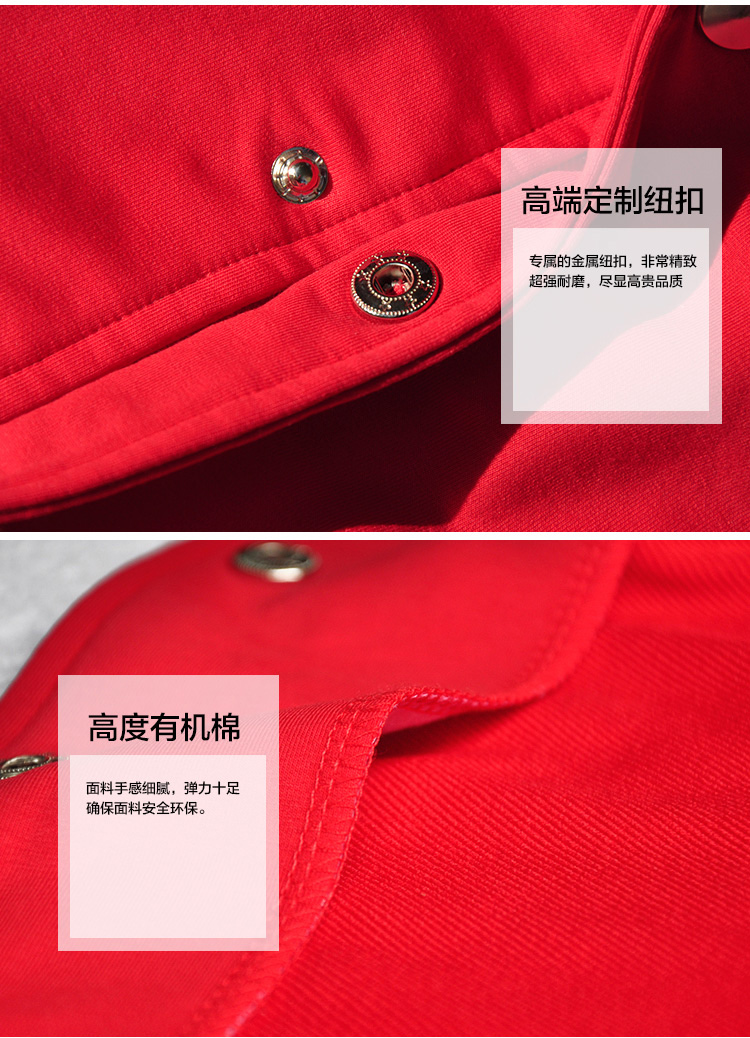 高端定制纽扣
专属的金属纽扣，非常精致
超强耐磨，尽显高贵品质
高度有机棉
面料手感细腻，弹力十足
确保面料安全环保。